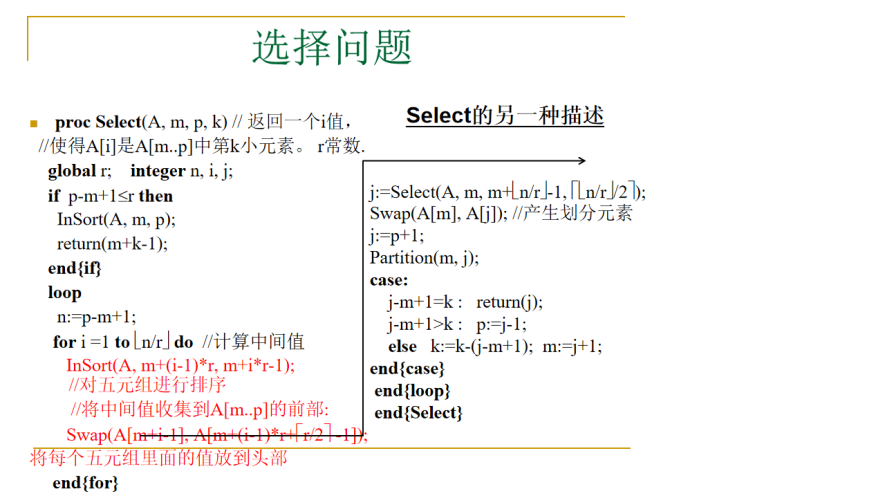 选择问题
proc Select(A, m, p, k) // 返回一个i值，
//使得A[i]是A[m..p]中第k小元素。 r常数.
global r; integer n, i, j;
if p-m+1≤r then
InSort(A, m, p);
return(m+k-1);
end{if}
loop
n:=p-m+1;
for i =1 to ⌊n/r⌋ do //计算中间值
InSort(A, m+(i-1)*r, m+i*r-1);
//对五元组进行排序
//将中间值收集到A[m..p]的前部:
Swap(A[m+i-1], A[m+(i-1)*r+⌈r/2⌉-1]);
将每个五元组里面的值放到头部
end{for}
Select的另一种描述
j:=Select(A, m, m+⌊n/r⌋-1, ⌈⌊n/r⌋/2⌉);
Swap(A[m], A[j]); //产生划分元素
j:=p+1;
Partition(m, j);
case:
j-m+1=k : return(j);
j-m+1>k : p:=j-1;
else k:=k-(j-m+1); m:=j+1;
end{case}
end{loop}
end{Select}